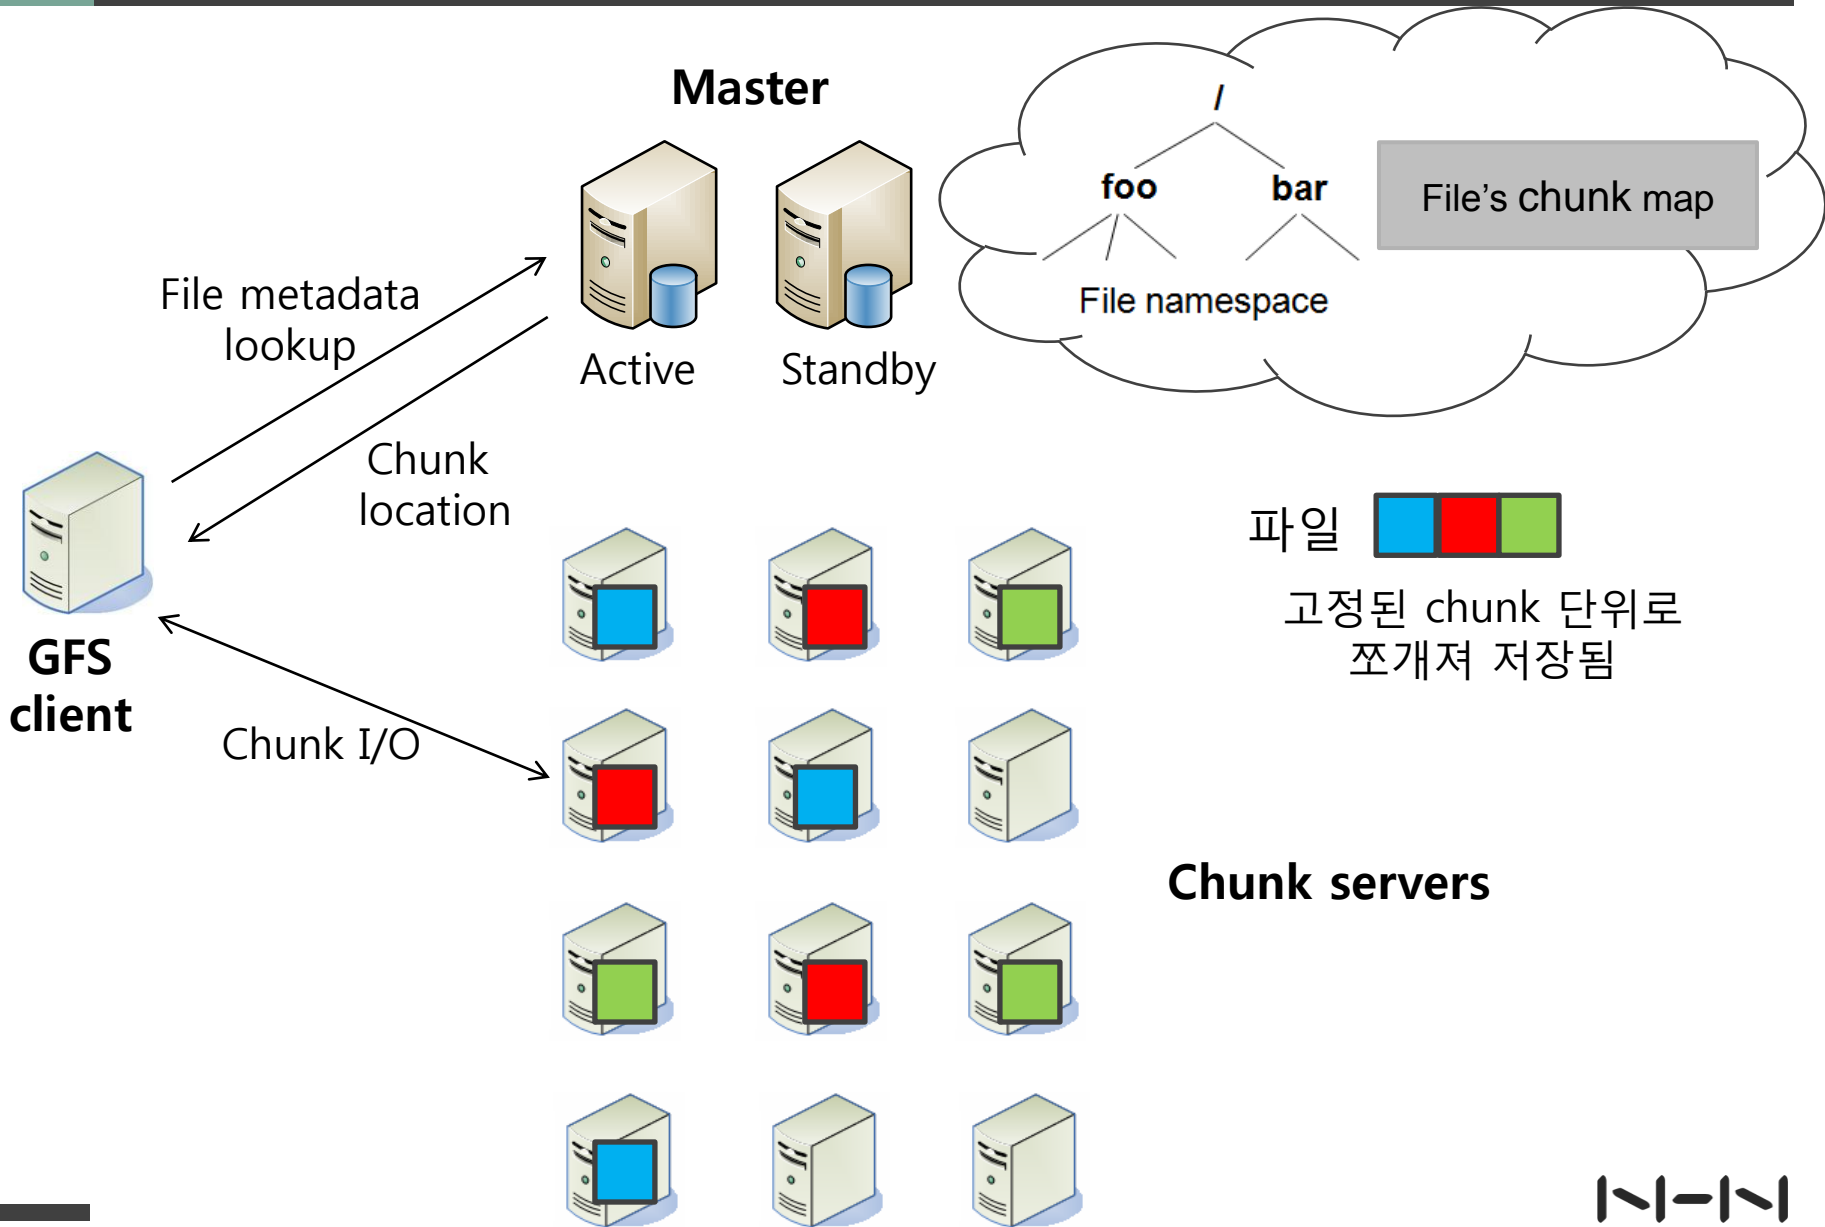 Master
/
foo bar
File's chunk map
File namespace
File metadata
lookup
Active Standby
Chunk
location
파일
고정된 chunk 단위로
쪼개져 저장됨
GFS
client
Chunk I/O
Chunk servers
NHN